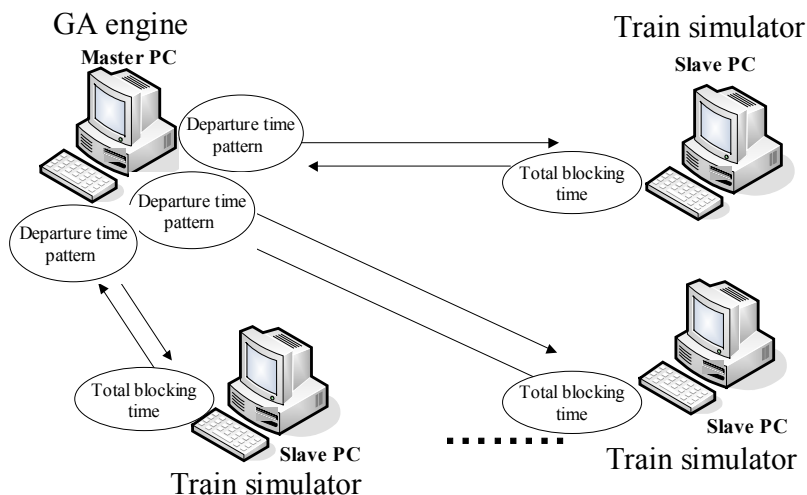 GA engine
Master PC
Train simulator
Slave PC
Departure time
pattern
Total blocking
time
Departure time
pattern
Departure time
pattern
Total blocking
time
Slave PC
Train simulator
Total blocking
time
Slave PC
Train simulator